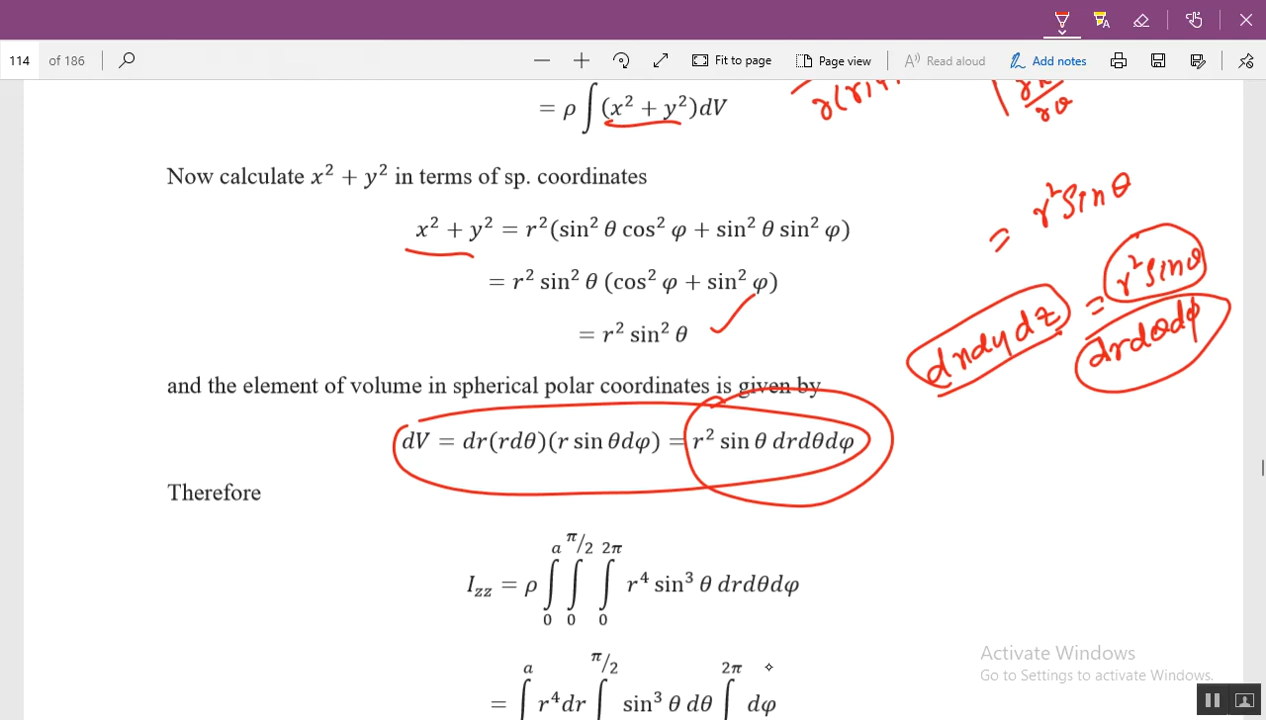 114 of 186 Fit to page Page view Read aloud Add notes
= ρ ∫ (x² + y²)dV
Now calculate x² + y² in terms of sp. coordinates
x² + y² = r²(sin² θ cos² φ + sin² θ sin² φ)
= r² sin² θ (cos² φ + sin² φ)
= r² sin² θ
= r² sin θ
dxdydz = r² sinθ drdθdφ
and the element of volume in spherical polar coordinates is given by
dV = dr(rdθ)(r sin θdφ) = r² sin θ drdθdφ
Therefore
I_zz = ρ ∫₀^a ∫₀^(π/2) ∫₀^(2π) r⁴ sin³ θ drdθdφ
= ∫^a r⁴dr ∫^(π/2) sin³ θ dθ ∫^(2π) dφ
Activate Windows
Go to Settings to activate Windows.